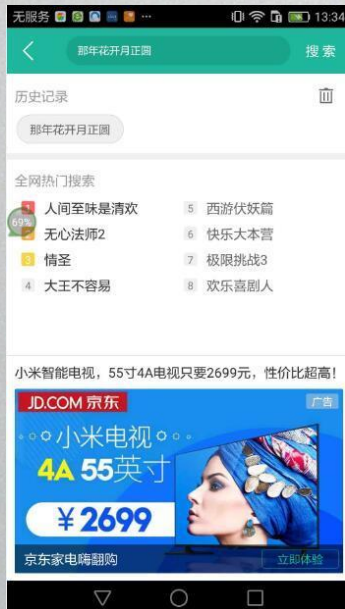 无服务 13:34
那年花开月正圆 搜索
历史记录
那年花开月正圆
全网热门搜索
1 人间至味是清欢 5 西游伏妖篇
69%
2 无心法师2 6 快乐大本营
3 情圣 7 极限挑战3
4 大王不容易 8 欢乐喜剧人
小米智能电视，55寸4A电视只要2699元，性价比超高！
JD.COM 京东 广告
小米电视
4A 55英寸
¥2699
京东家电嗨翻购 立即体验